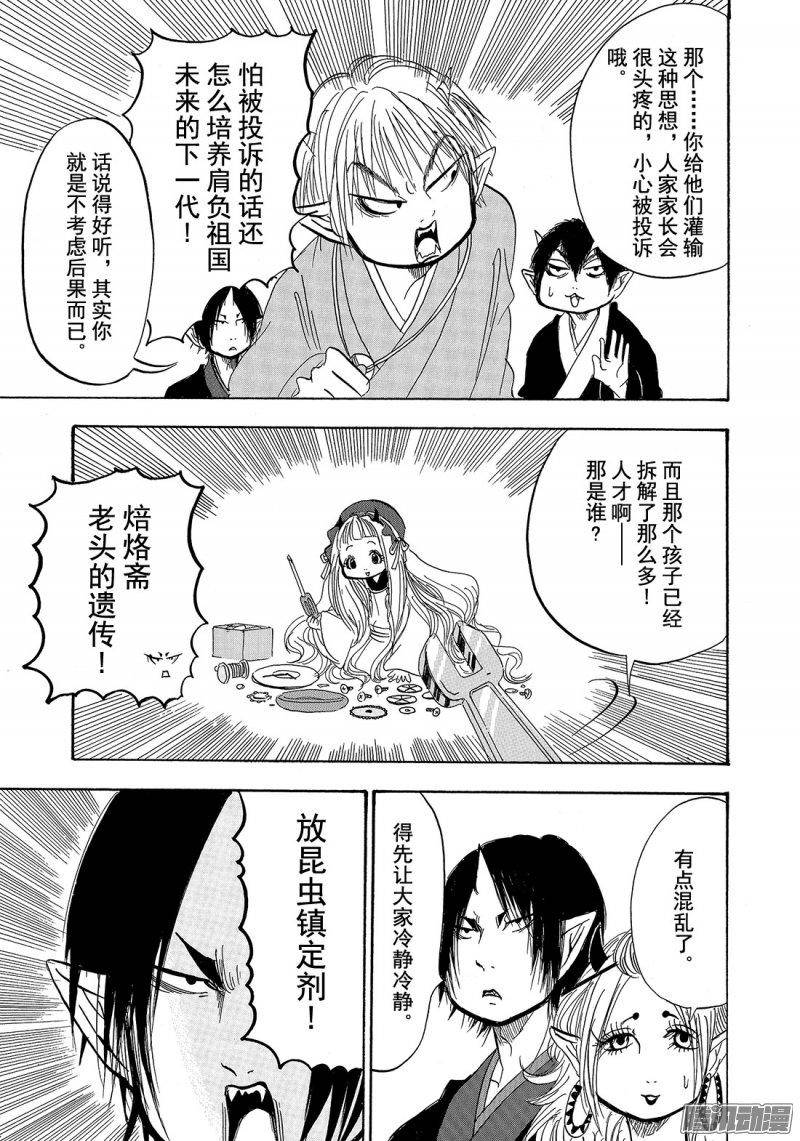 那个……你给他们灌输
这种思想，人家家长会
很头疼的，小心被投诉
哦。
怕被投诉的话还
怎么培养肩负祖国
未来的下一代！
话说得好听，其实你
就是不考虑后果而已。
而且那个孩子已经
拆解了那么多！
人才啊——
那是谁？
焙烙斋
老头的遗传！
有点混乱了。
得先让大家冷静冷静。
放昆虫镇定剂！
腾讯动漫